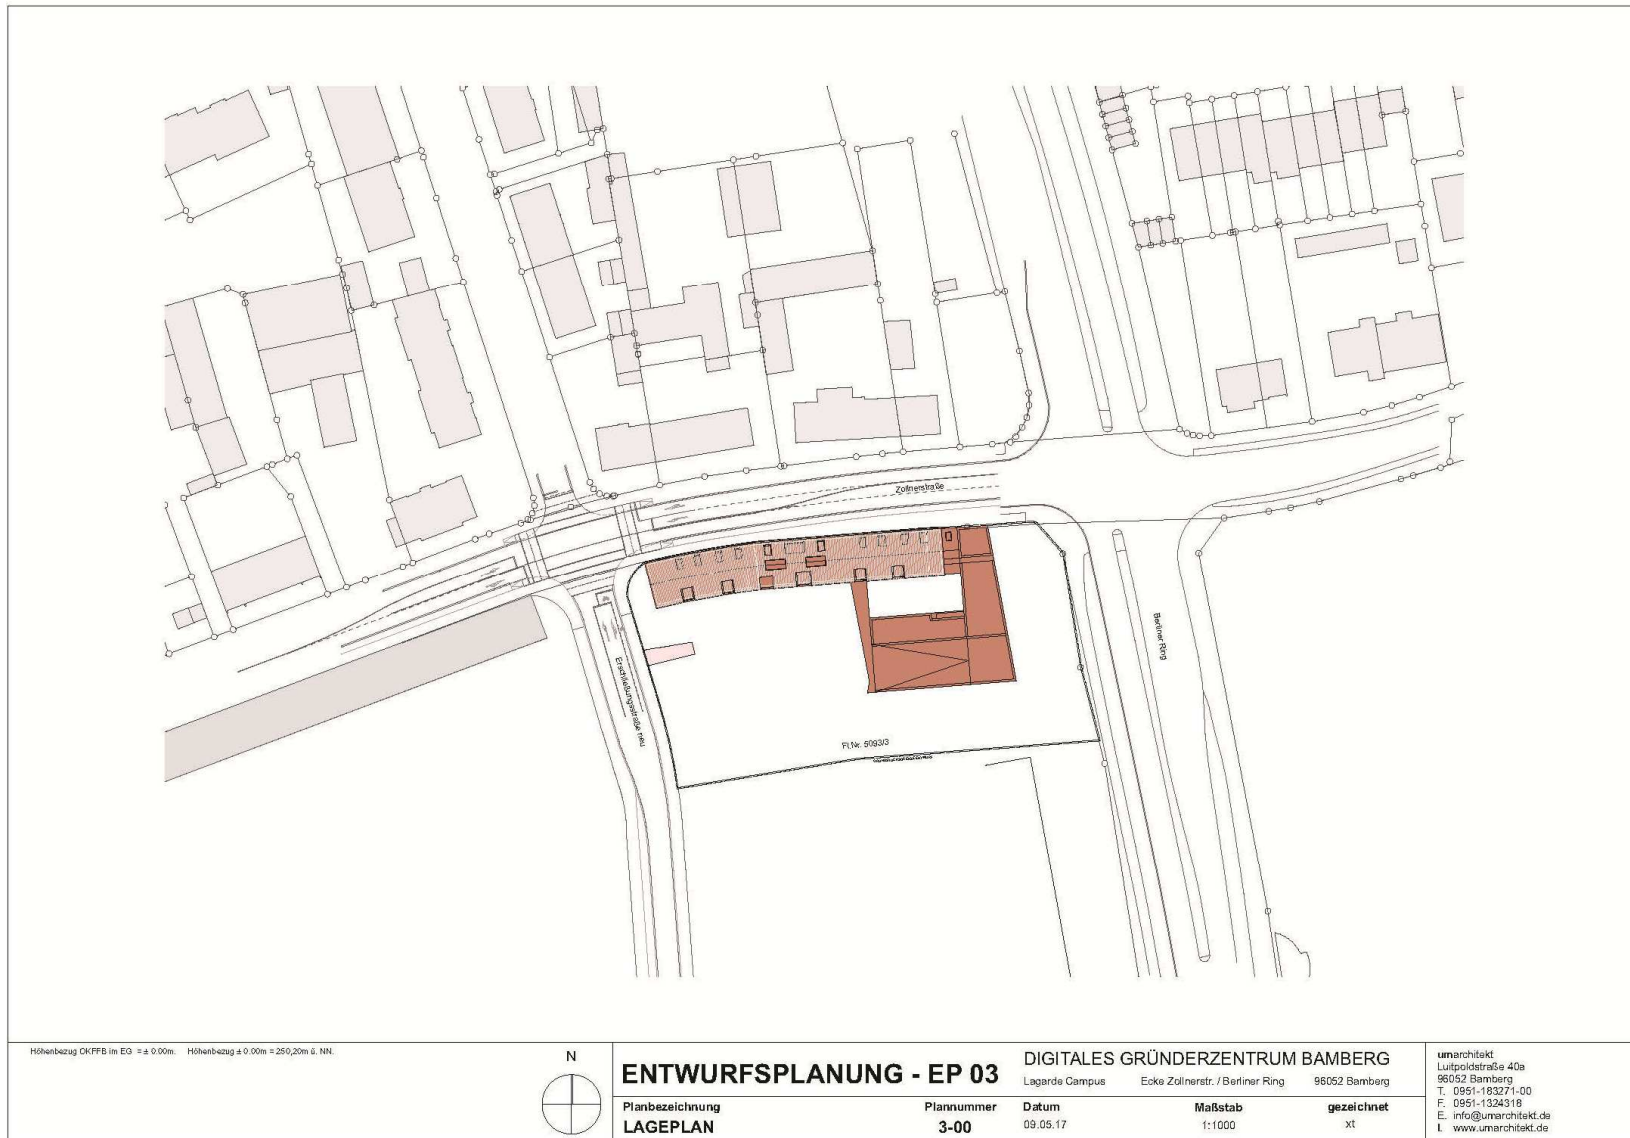 Zollnerstraße
Berliner Ring
Erschließungsstraße neu
Fl.Nr. 5093/3
Höhenbezug OKFFB im EG = ± 0.00m. Höhenbezug ± 0.00m = 250,20m ü. NN.
N
ENTWURFSPLANUNG - EP 03
DIGITALES GRÜNDERZENTRUM BAMBERG
Lagarde Campus Ecke Zollnerstr. / Berliner Ring 96052 Bamberg
Planbezeichnung Plannummer Datum Maßstab gezeichnet
LAGEPLAN 3-00 09.05.17 1:1000 xt
umarchitekt
Luitpoldstraße 40a
96052 Bamberg
T. 0951-183271-00
F. 0951-1324318
E. info@umarchitekt.de
I. www.umarchitekt.de